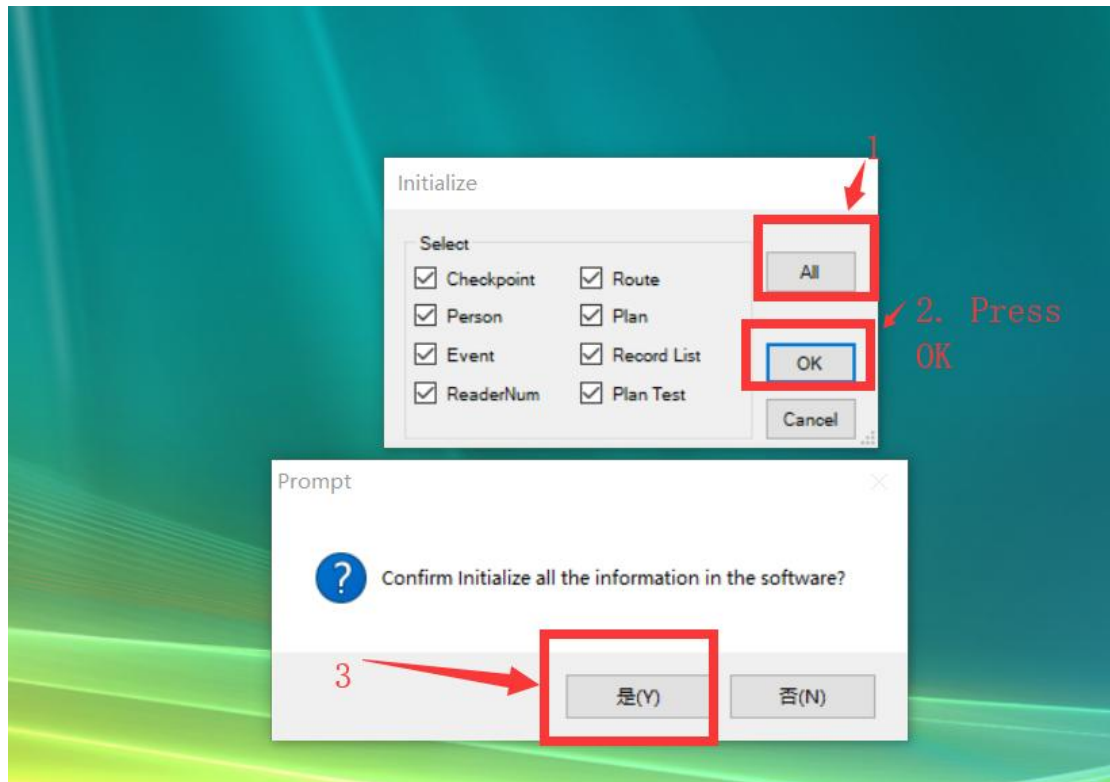 1
Initialize
Select
Checkpoint Route
All
Person Plan
2. Press
OK
Event Record List
OK
ReaderNum Plan Test
Cancel
Prompt
?
Confirm Initialize all the information in the software?
3
是(Y) 否(N)